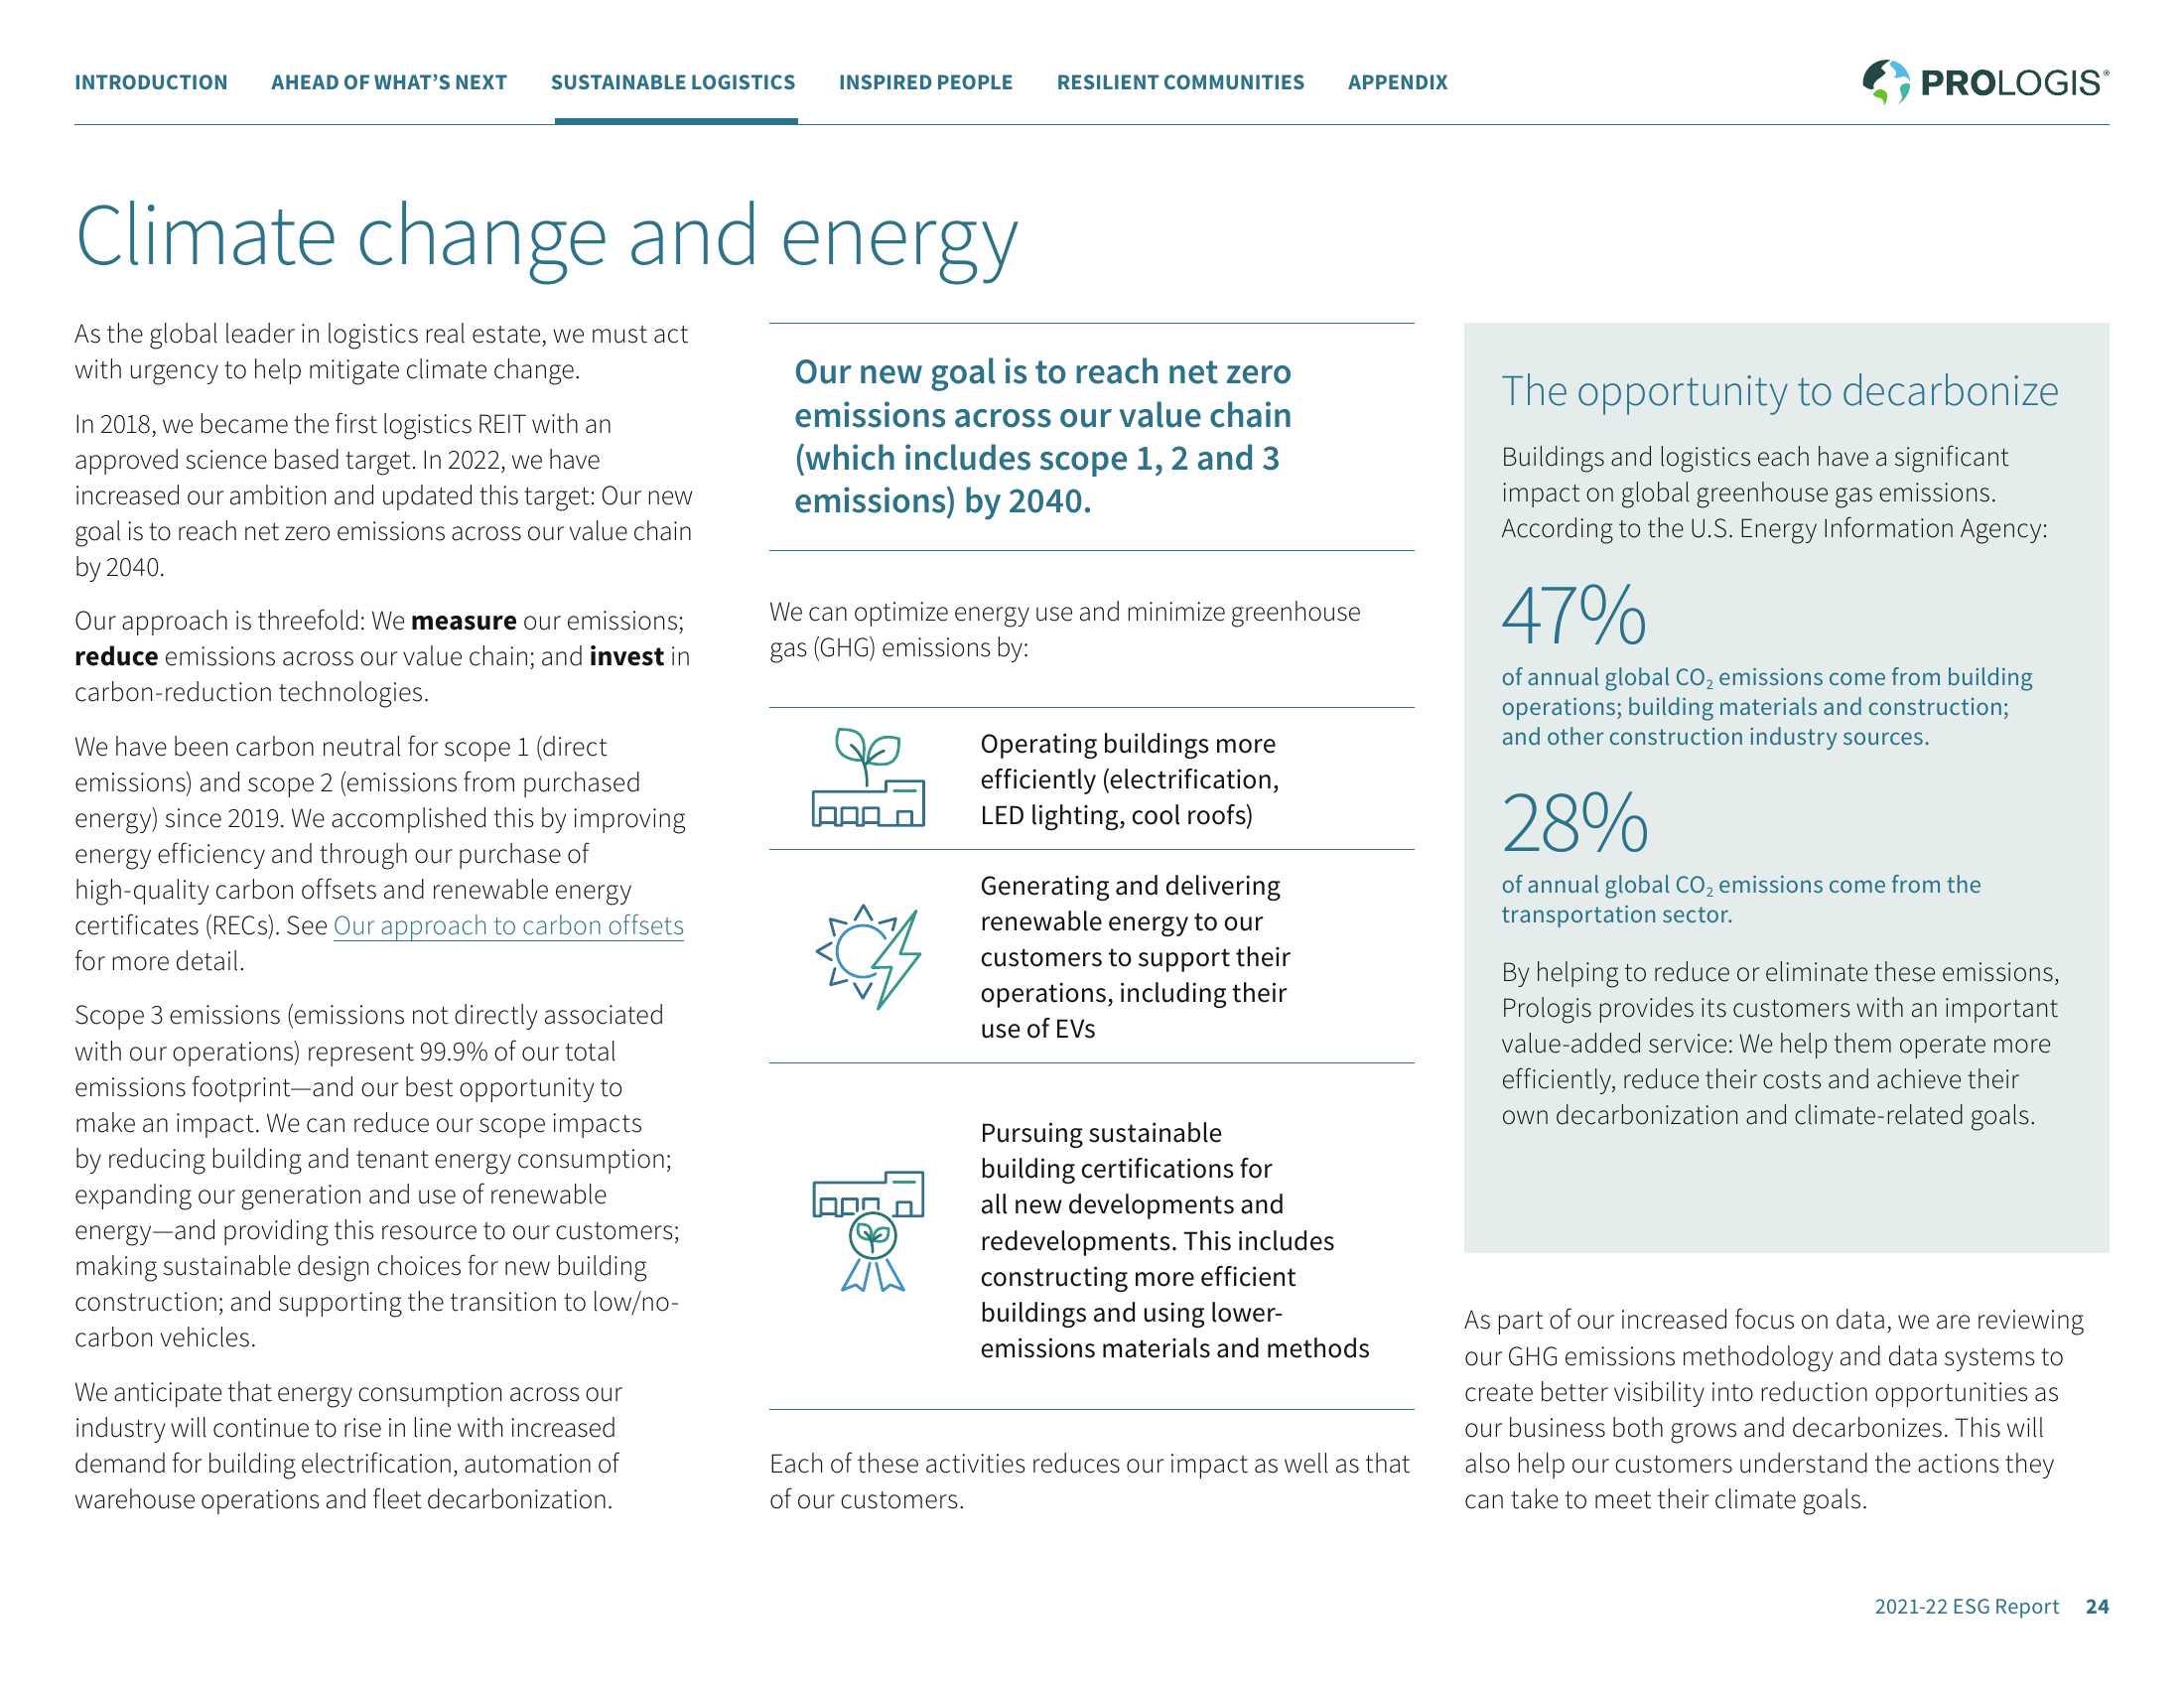 INTRODUCTION AHEAD OF WHAT'S NEXT SUSTAINABLE LOGISTICS INSPIRED PEOPLE RESILIENT COMMUNITIES APPENDIX
PROLOGIS®
Climate change and energy
As the global leader in logistics real estate, we must act
with urgency to help mitigate climate change.
In 2018, we became the first logistics REIT with an
approved science based target. In 2022, we have
increased our ambition and updated this target: Our new
goal is to reach net zero emissions across our value chain
by 2040.
Our approach is threefold: We measure our emissions;
reduce emissions across our value chain; and invest in
carbon-reduction technologies.
We have been carbon neutral for scope 1 (direct
emissions) and scope 2 (emissions from purchased
energy) since 2019. We accomplished this by improving
energy efficiency and through our purchase of
high-quality carbon offsets and renewable energy
certificates (RECs). See Our approach to carbon offsets
for more detail.
Scope 3 emissions (emissions not directly associated
with our operations) represent 99.9% of our total
emissions footprint—and our best opportunity to
make an impact. We can reduce our scope impacts
by reducing building and tenant energy consumption;
expanding our generation and use of renewable
energy—and providing this resource to our customers;
making sustainable design choices for new building
construction; and supporting the transition to low/no-
carbon vehicles.
We anticipate that energy consumption across our
industry will continue to rise in line with increased
demand for building electrification, automation of
warehouse operations and fleet decarbonization.
Our new goal is to reach net zero
emissions across our value chain
(which includes scope 1, 2 and 3
emissions) by 2040.
We can optimize energy use and minimize greenhouse
gas (GHG) emissions by:
Operating buildings more
efficiently (electrification,
LED lighting, cool roofs)
Generating and delivering
renewable energy to our
customers to support their
operations, including their
use of EVs
Pursuing sustainable
building certifications for
all new developments and
redevelopments. This includes
constructing more efficient
buildings and using lower-
emissions materials and methods
Each of these activities reduces our impact as well as that
of our customers.
The opportunity to decarbonize
Buildings and logistics each have a significant
impact on global greenhouse gas emissions.
According to the U.S. Energy Information Agency:
47%
of annual global CO₂ emissions come from building
operations; building materials and construction;
and other construction industry sources.
28%
of annual global CO₂ emissions come from the
transportation sector.
By helping to reduce or eliminate these emissions,
Prologis provides its customers with an important
value-added service: We help them operate more
efficiently, reduce their costs and achieve their
own decarbonization and climate-related goals.
As part of our increased focus on data, we are reviewing
our GHG emissions methodology and data systems to
create better visibility into reduction opportunities as
our business both grows and decarbonizes. This will
also help our customers understand the actions they
can take to meet their climate goals.
2021-22 ESG Report 24